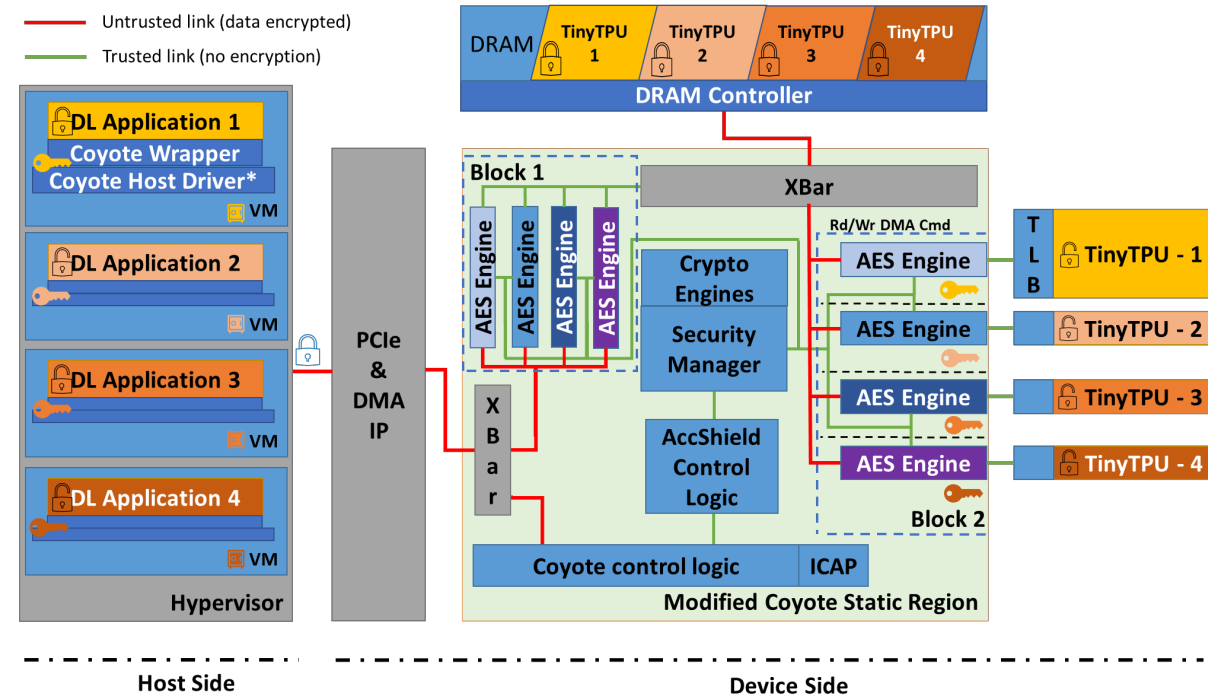 Untrusted link (data encrypted)
Trusted link (no encryption)
DRAM
TinyTPU
1
TinyTPU
2
TinyTPU
3
TinyTPU
4
DRAM Controller
DL Application 1
Coyote Wrapper
Coyote Host Driver*
VM
DL Application 2
VM
DL Application 3
VM
DL Application 4
VM
Hypervisor
PCIe
&
DMA
IP
Block 1
AES Engine
AES Engine
AES Engine
AES Engine
XBar
X
B
a
r
Crypto
Engines
Security
Manager
AccShield
Control
Logic
Coyote control logic
ICAP
Rd/Wr DMA Cmd
AES Engine
AES Engine
AES Engine
AES Engine
Block 2
Modified Coyote Static Region
T
L
B
TinyTPU - 1
TinyTPU - 2
TinyTPU - 3
TinyTPU - 4
Host Side
Device Side